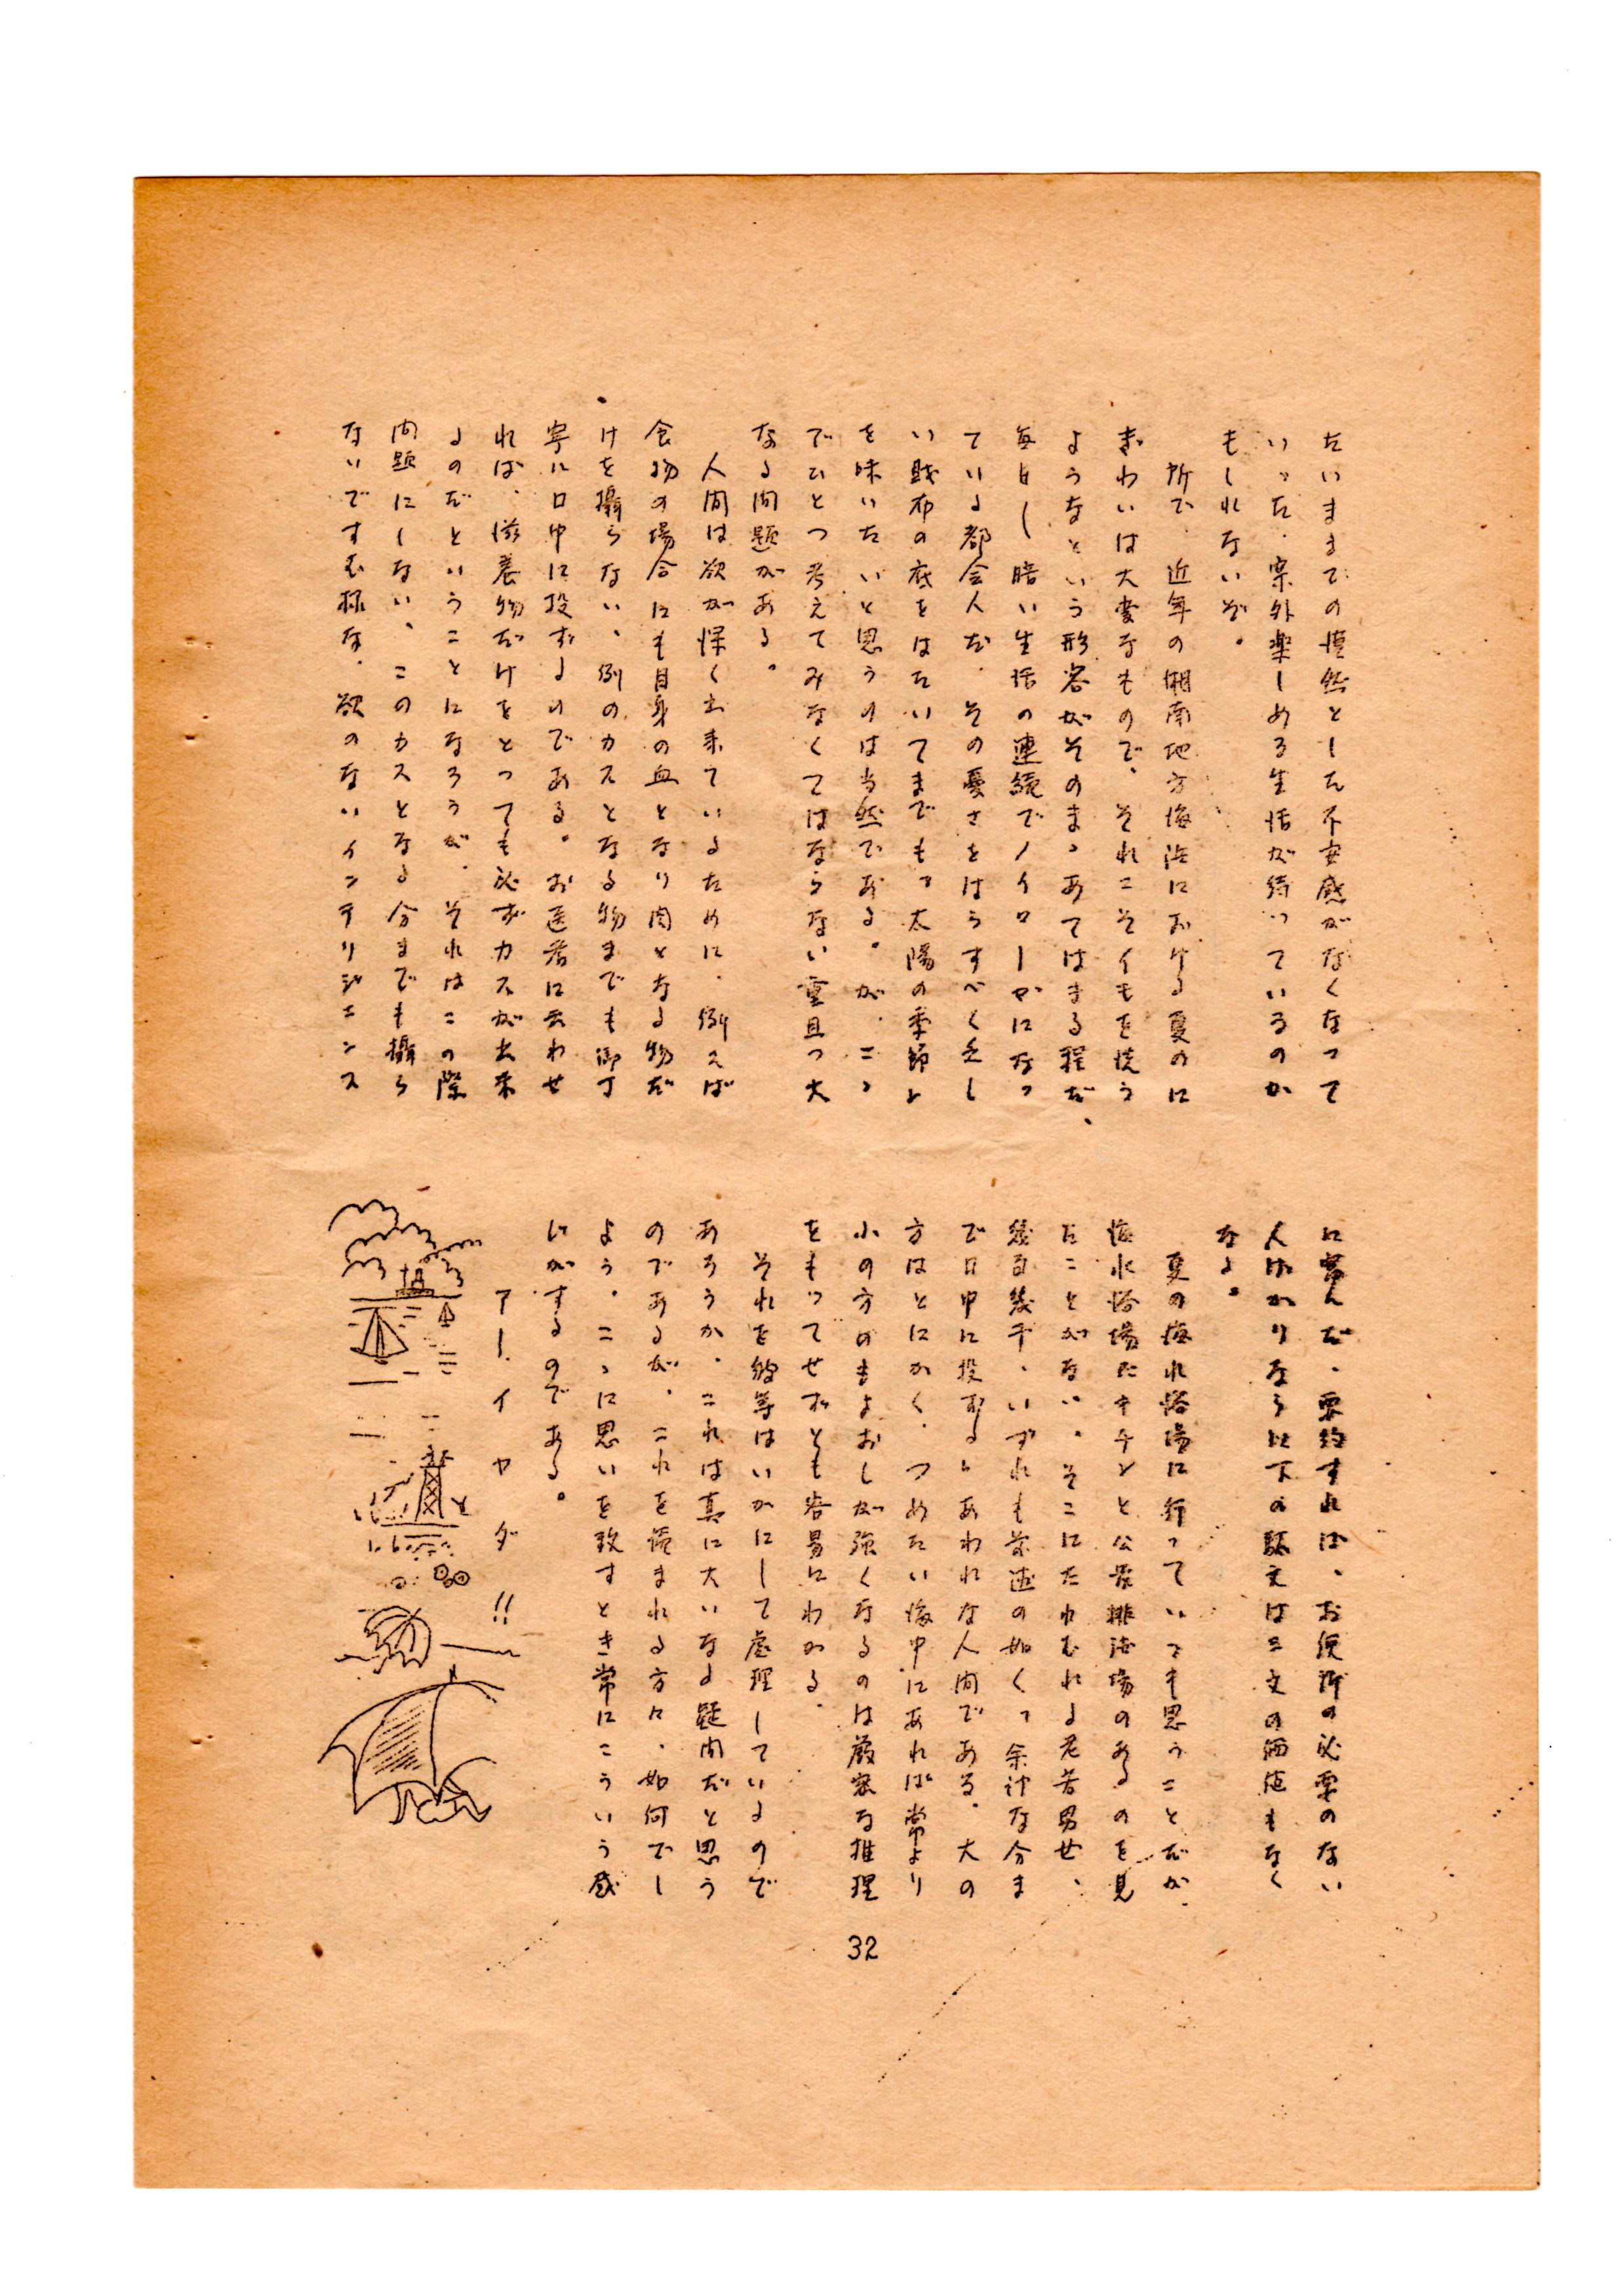 たいままでの漠然とした不安感がなくなって
いった．案外楽しめる生活が待っているのか
もしれないぞ。
所で．近年の湘南地方海浜におけるる夏のに
ぎわいは大変なもので、それこそイモを洗う
ようなという形容がそのまゝあてはまる程だ、
毎日〱暗い生活の連続でノイローゼになっ
ている都会人だ．その憂さをはらすべく乏し
い財布の底をはたいてまでもって太陽の季節と
を味いたいと思うのは当然である。が．こゝ
でひとつ考えてみなくてはならない重且つ大
なる問題がある。
人間は欲が深く出来ているために．例えば
食物の場合にも自身の血となり肉となる物だ
けを攝らない、例のカスとなる物までも御丁
寧に口中に投ずるのである。お医者に云わせ
れば、滋養物だけをとっても必ずカスが出来
るのだということになろうが．それはこの際
問題にしない、このカスとなる分までも攝ら
ないですむ様な．欲のないインテリジエンス
に富んだ、要約すれば、お便所の必要のない
人ばかりなら以下の駄文は三文の価値もなく
なる。
夏の海水浴場に行っていつも思うことだが．
海水浴場にキチンと公衆排泄場のあるのを見
たことがない。そこにたわむれる老若男女、
幾百幾千、いずれも前述の如くって余計な分ま
で口中に投ずる」あわれな人間である．大の
方はとにかく．つめたい海中にあれば常より
小の方のもよおしが強くなるのは厳密な推理
をもってせずとも容易にわかる．
それを彼等はいかにして處理しているので
あろうか．これは真に大いなる疑問だと思う
のであるが．これを読まれる方々．如何でし
ょう。こゝに思いを致すとき常にこういう感
じがするのである。
アー．イヤダ!!
32